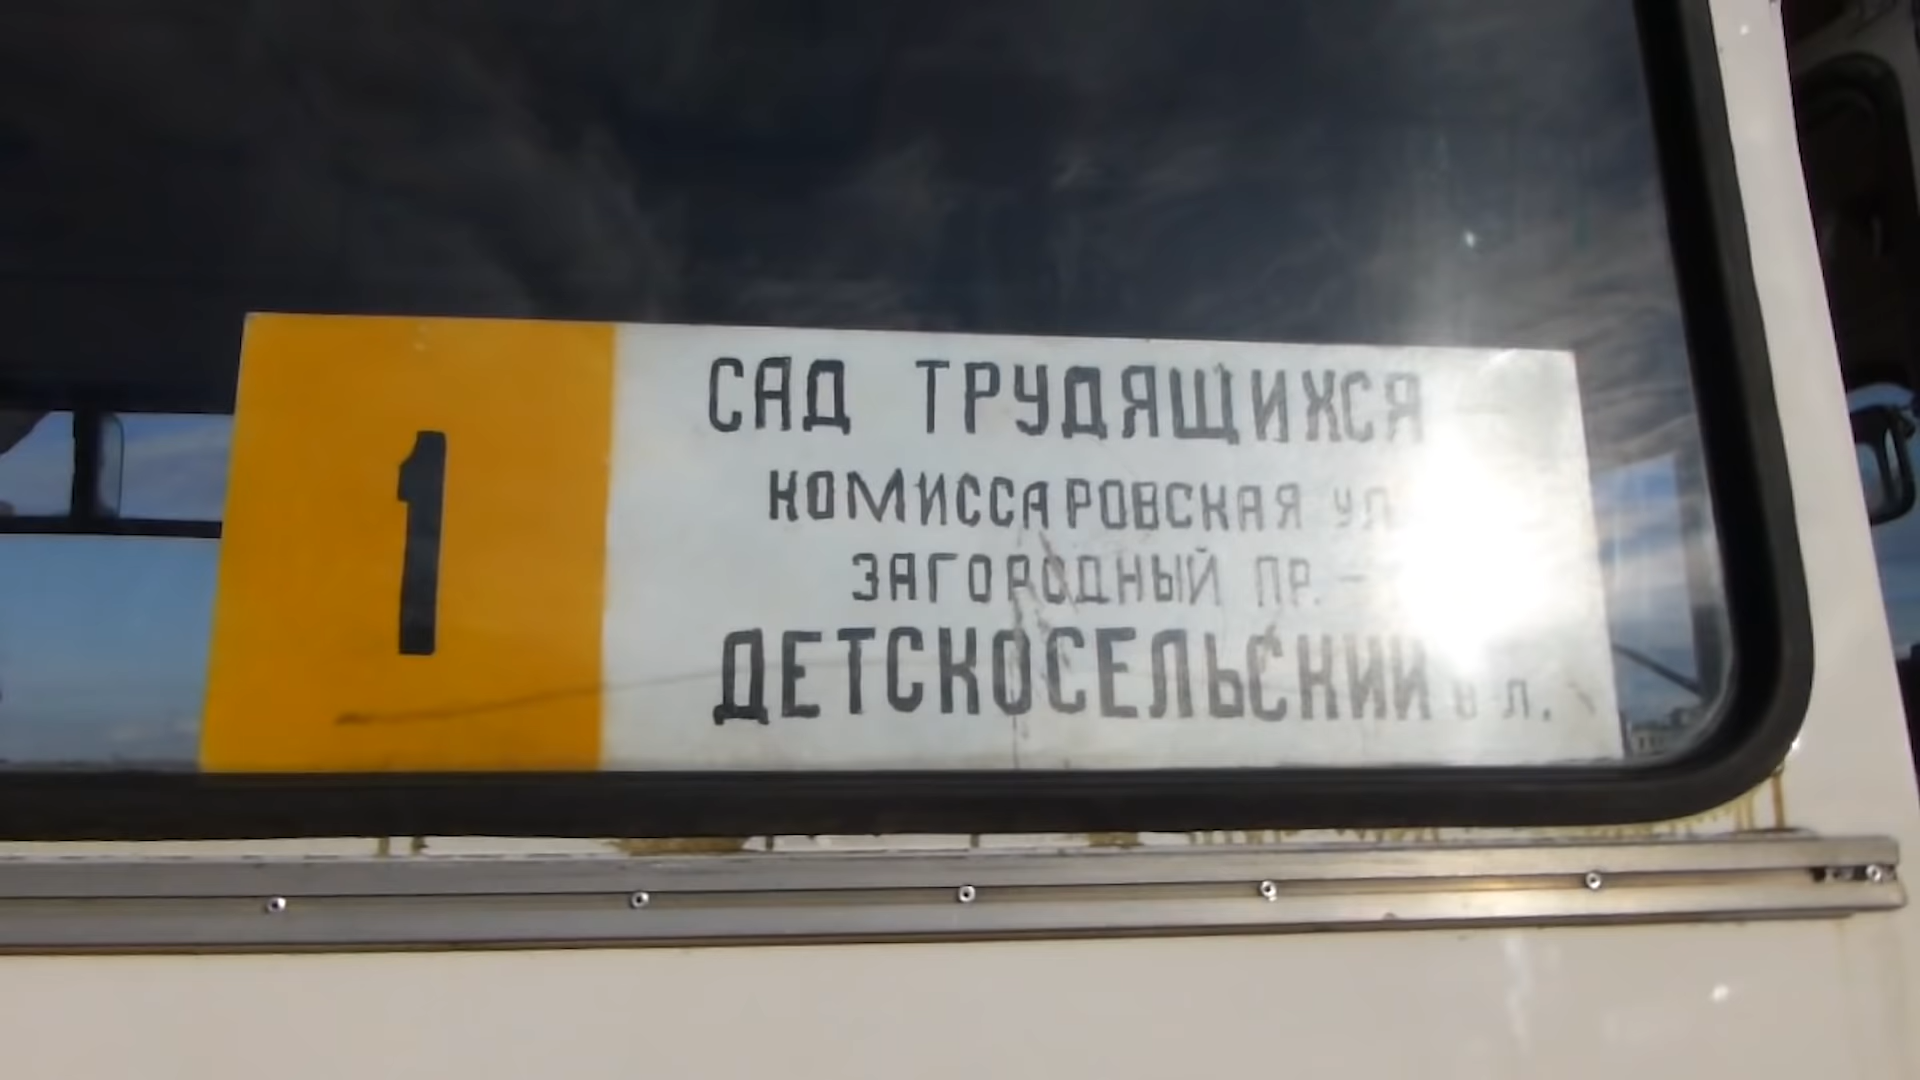 1
САД ТРУДЯЩИХСЯ
КОМИССАРОВСКАЯ УЛ
ЗАГОРОДНЫЙ ПР. –
ДЕТСКОСЕЛЬСКИЙ